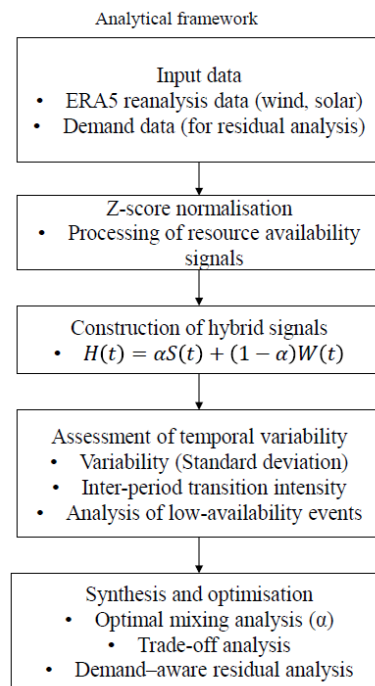 Analytical framework
Input data
• ERA5 reanalysis data (wind, solar)
• Demand data (for residual analysis)
Z-score normalisation
• Processing of resource availability
signals
Construction of hybrid signals
• H(t) = αS(t) + (1 − α)W(t)
Assessment of temporal variability
• Variability (Standard deviation)
• Inter-period transition intensity
• Analysis of low-availability events
Synthesis and optimisation
• Optimal mixing analysis (α)
• Trade-off analysis
• Demand–aware residual analysis